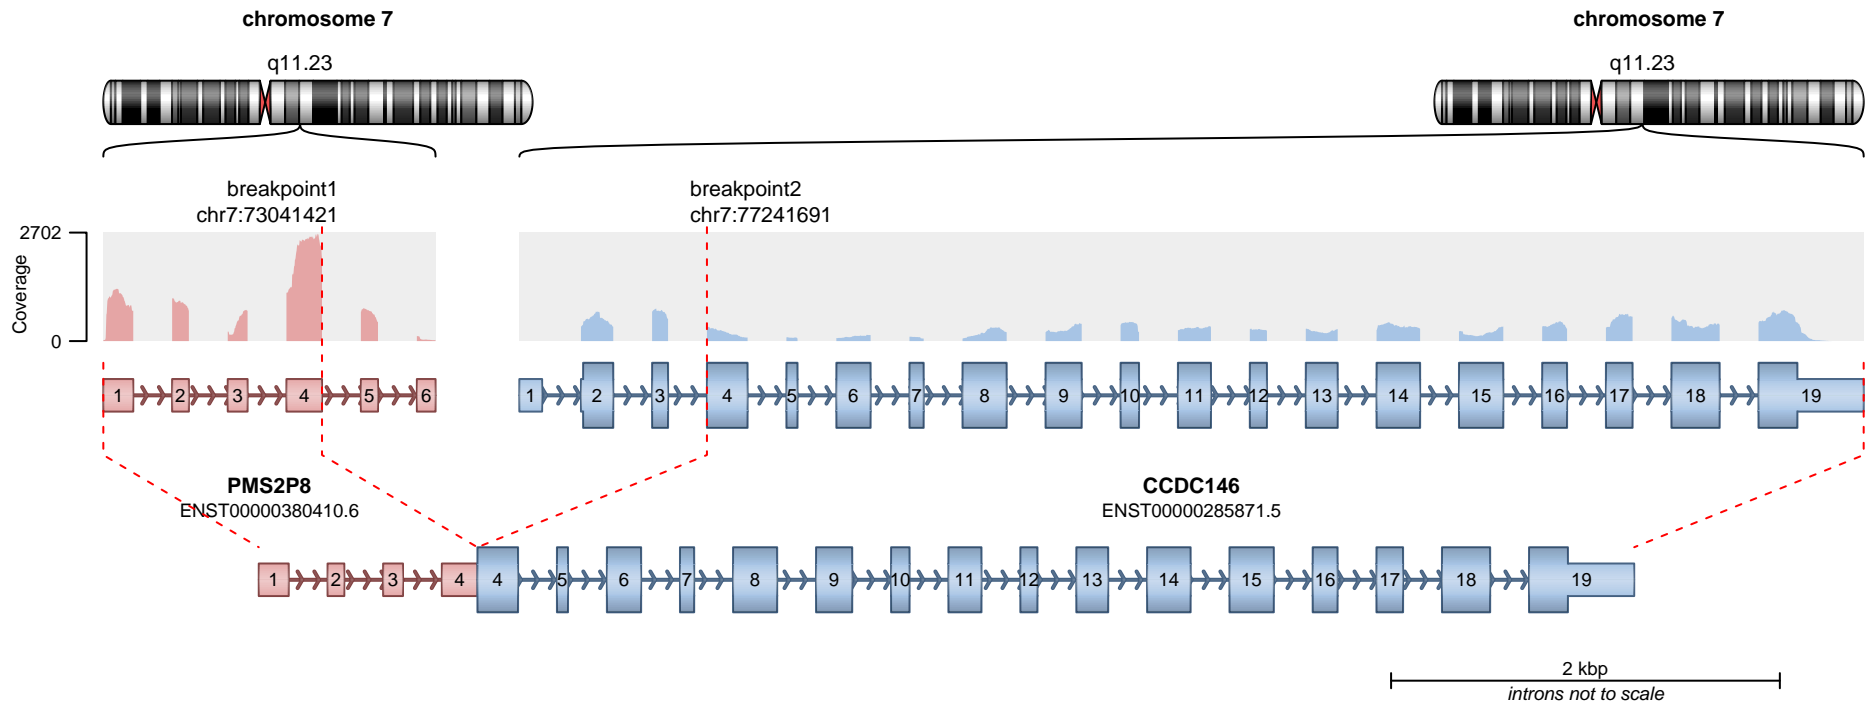 chromosome 7
chromosome 7
q11.23
q11.23
breakpoint1
chr7:73041421
breakpoint2
chr7:77241691
2702
Coverage
0
1 2 3 4 5 6
1 2 3 4 5 6 7 8 9 10 11 12 13 14 15 16 17 18 19
PMS2P8
ENST00000380410.6
CCDC146
ENST00000285871.5
1 2 3 4 4 5 6 7 8 9 10 11 12 13 14 15 16 17 18 19
2 kbp
introns not to scale